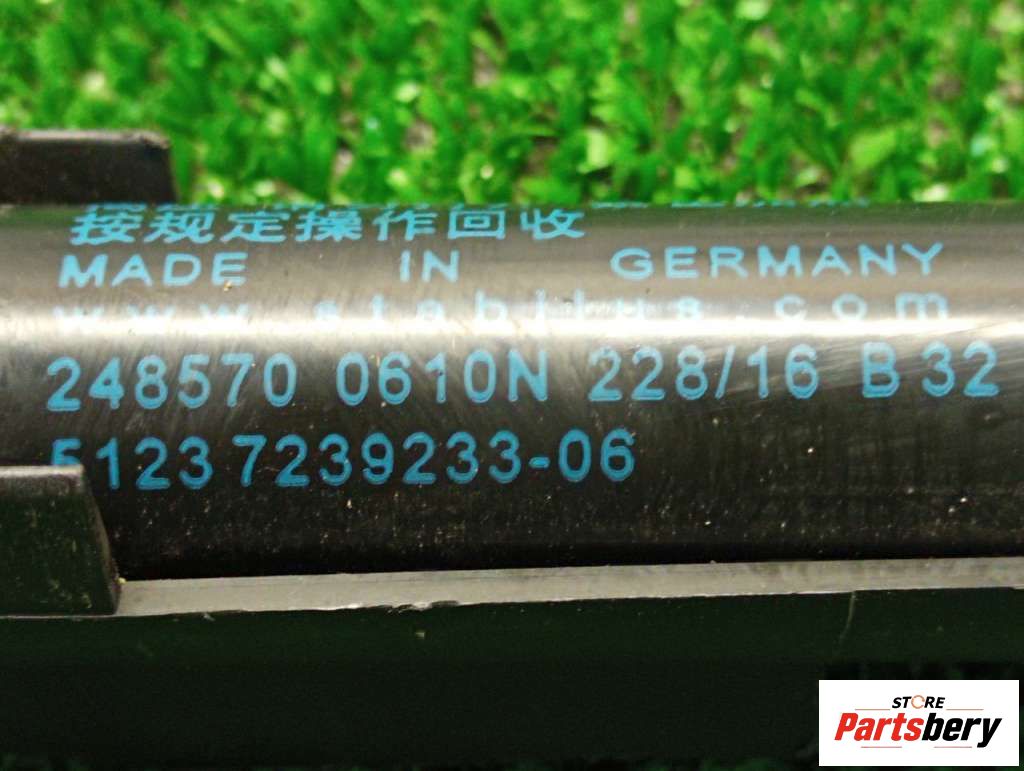 按规定操作回收
MADE IN GERMANY
www.stabilus.com
248570 0610N 228/16 B 32
5123 7239233-06
STORE
Partsbery